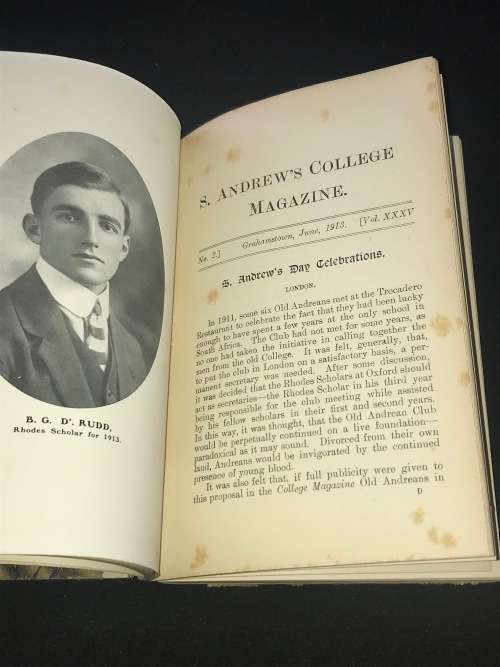 B. G. D'. RUDD,
Rhodes Scholar for 1913.
S. ANDREW'S COLLEGE
MAGAZINE.
No. 2.] Grahamstown, June, 1913. [Vol. XXXV
S. Andrew's Day Celebrations.
LONDON.
In 1911, some six Old Andreans met at the Trocadero
Restaurant to celebrate the fact that they had been lucky
enough to have spent a few years at the only school in
South Africa. The Club had not met for some years, as
no one had taken the initiative in calling together the
men from the old College. It was felt, generally, that,
to put the club in London on a satisfactory basis, a per-
manent secretary was needed. After some discussion,
it was decided that the Rhodes Scholars at Oxford should
act as secretaries—the Rhodes Scholar in his third year
being responsible for the club meeting while assisted
by his fellow scholars in their first and second years.
In this way, it was thought, that the Old Andrean Club
would be perpetually continued on a live foundation—
paradoxical as it may sound. Divorced from their own
land, Andreans would be invigorated by the continued
presence of young blood.
It was also felt that, if full publicity were given to
this proposal in the College Magazine Old Andreans in
D